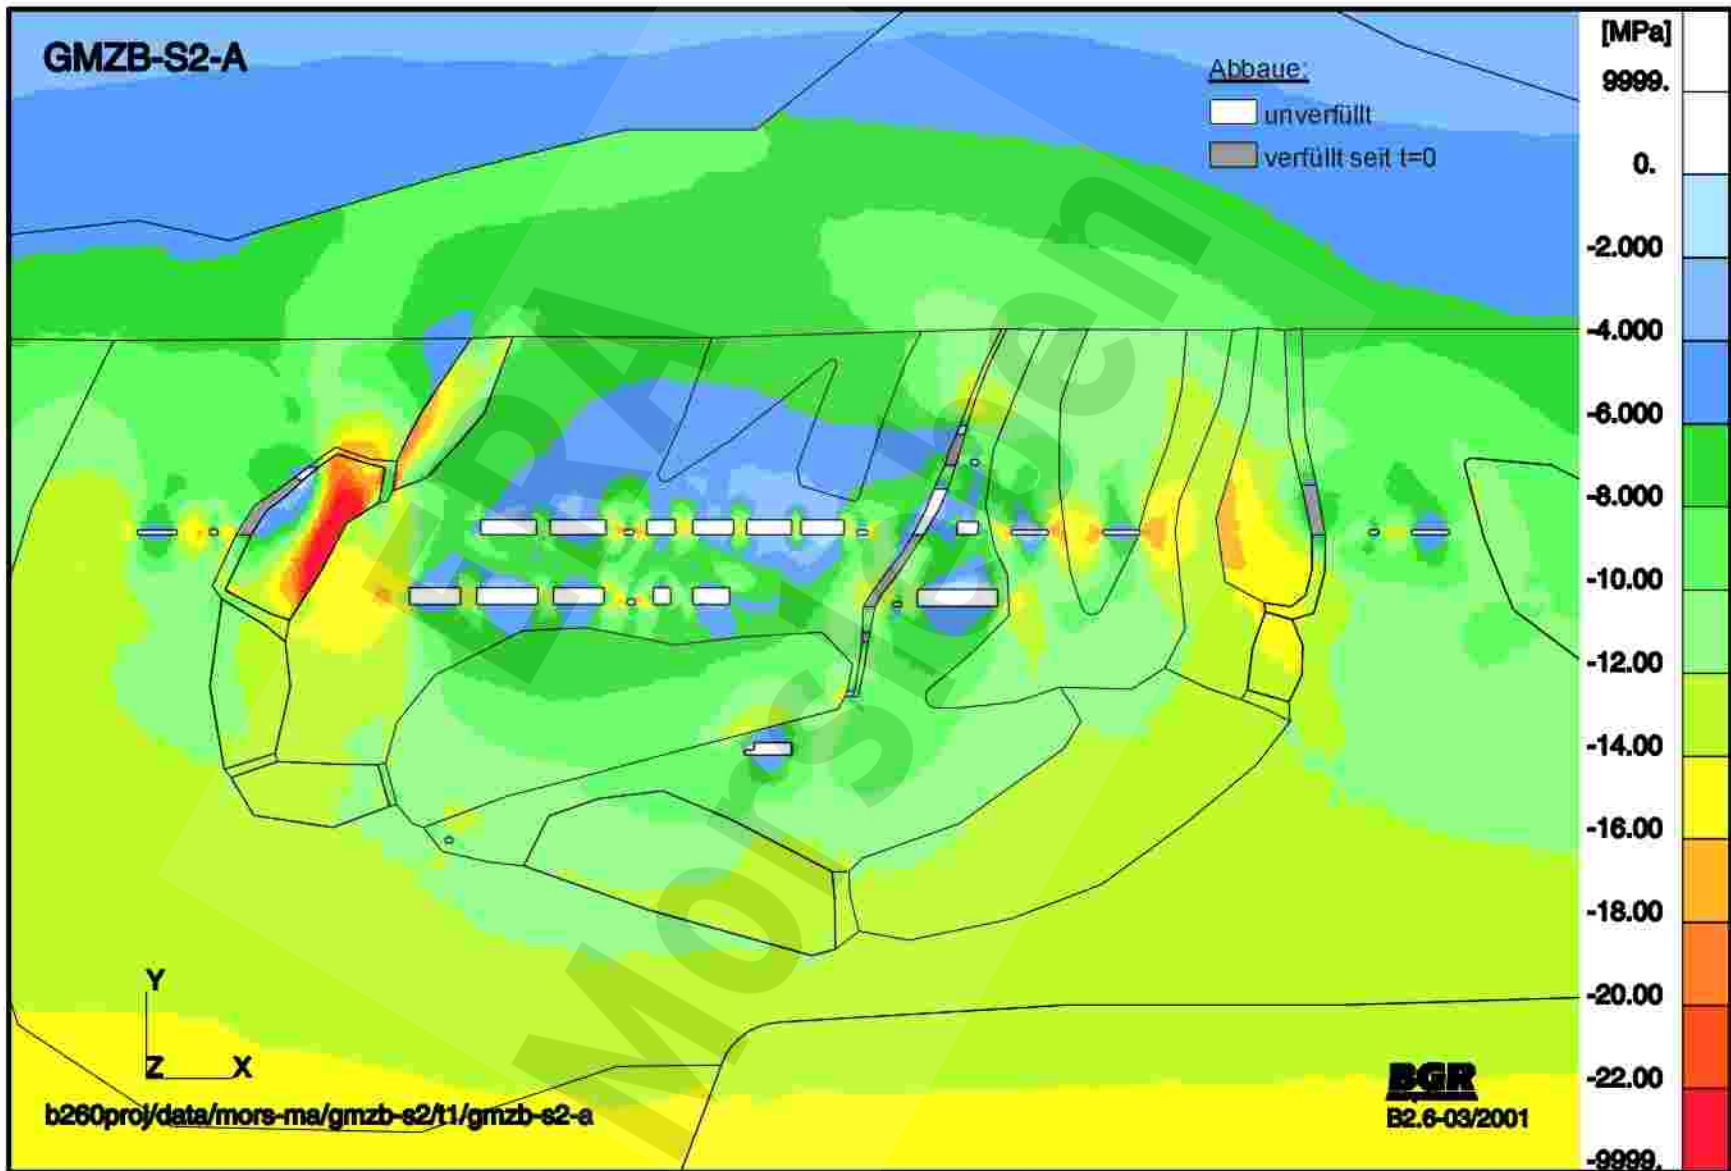 GMZB-S2-A
Abbaue:
unverfüllt
verfüllt seit t=0
[MPa]
9999.
0.
-2.000
-4.000
-6.000
-8.000
-10.00
-12.00
-14.00
-16.00
-18.00
-20.00
-22.00
-9999.
ERA Morsleben
Y
Z X
b260proj/data/mors-ma/gmzb-s2/t1/gmzb-s2-a
BGR
B2.6-03/2001